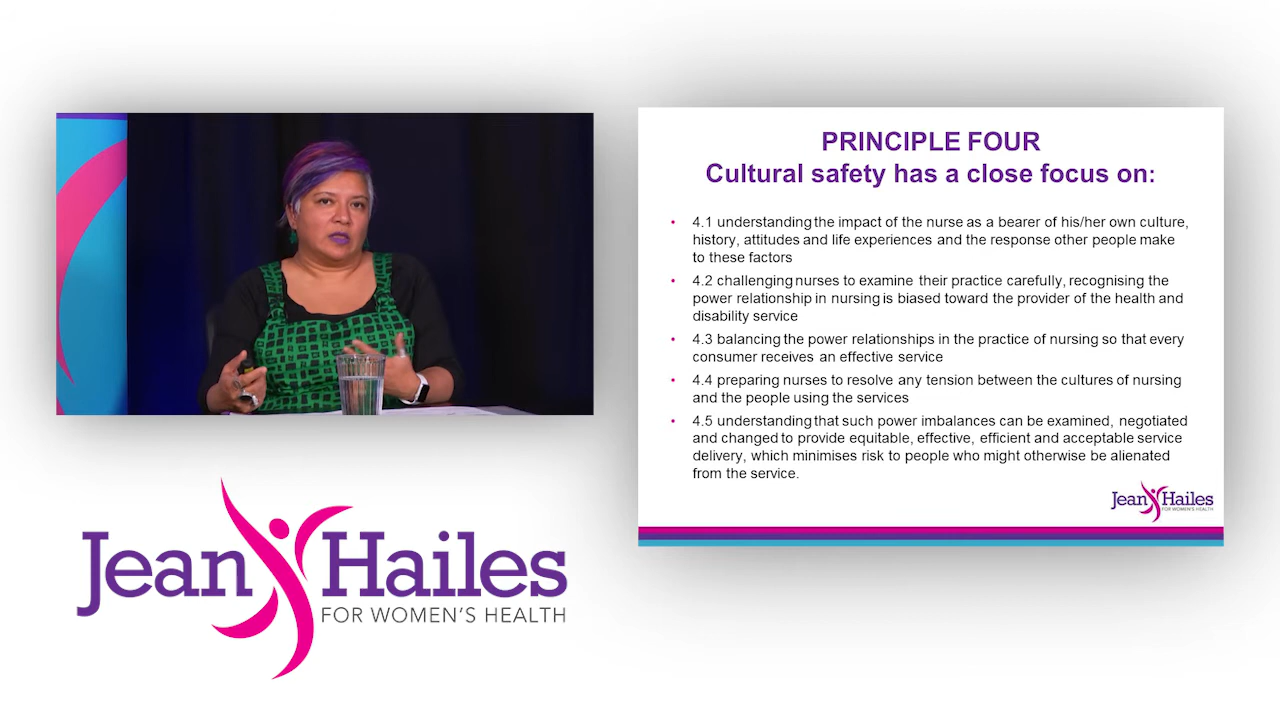 PRINCIPLE FOUR
Cultural safety has a close focus on:
• 4.1 understanding the impact of the nurse as a bearer of his/her own culture,
history, attitudes and life experiences and the response other people make
to these factors
• 4.2 challenging nurses to examine their practice carefully, recognising the
power relationship in nursing is biased toward the provider of the health and
disability service
• 4.3 balancing the power relationships in the practice of nursing so that every
consumer receives an effective service
• 4.4 preparing nurses to resolve any tension between the cultures of nursing
and the people using the services
• 4.5 understanding that such power imbalances can be examined, negotiated
and changed to provide equitable, effective, efficient and acceptable service
delivery, which minimises risk to people who might otherwise be alienated
from the service.
Jean Hailes
FOR WOMEN'S HEALTH
Jean Hailes
FOR WOMEN'S HEALTH